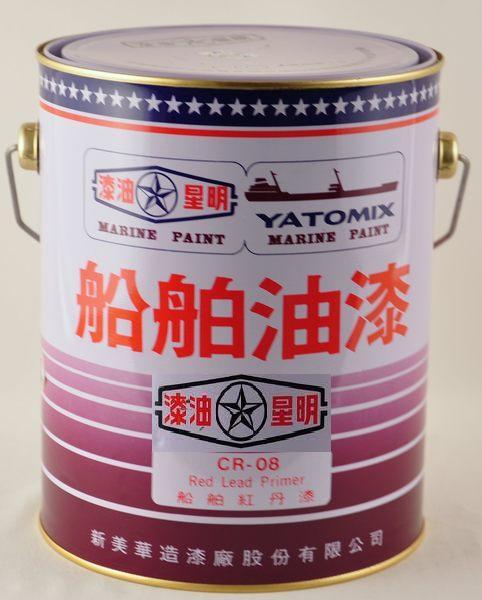 漆油 星明
MARINE PAINT
YATOMIX
MARINE PAINT
船舶油漆
漆油 星明
CR-08
Red Lead Primer
船舶紅丹漆
新美華造漆廠股份有限公司